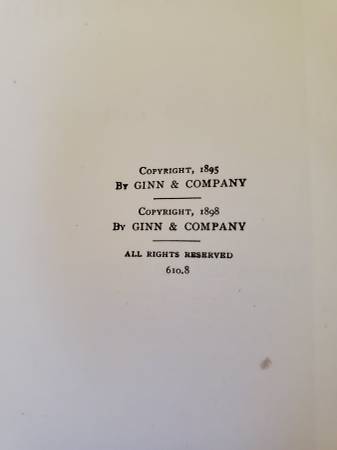 COPYRIGHT, 1895
BY GINN & COMPANY
COPYRIGHT, 1898
BY GINN & COMPANY
ALL RIGHTS RESERVED
610.8